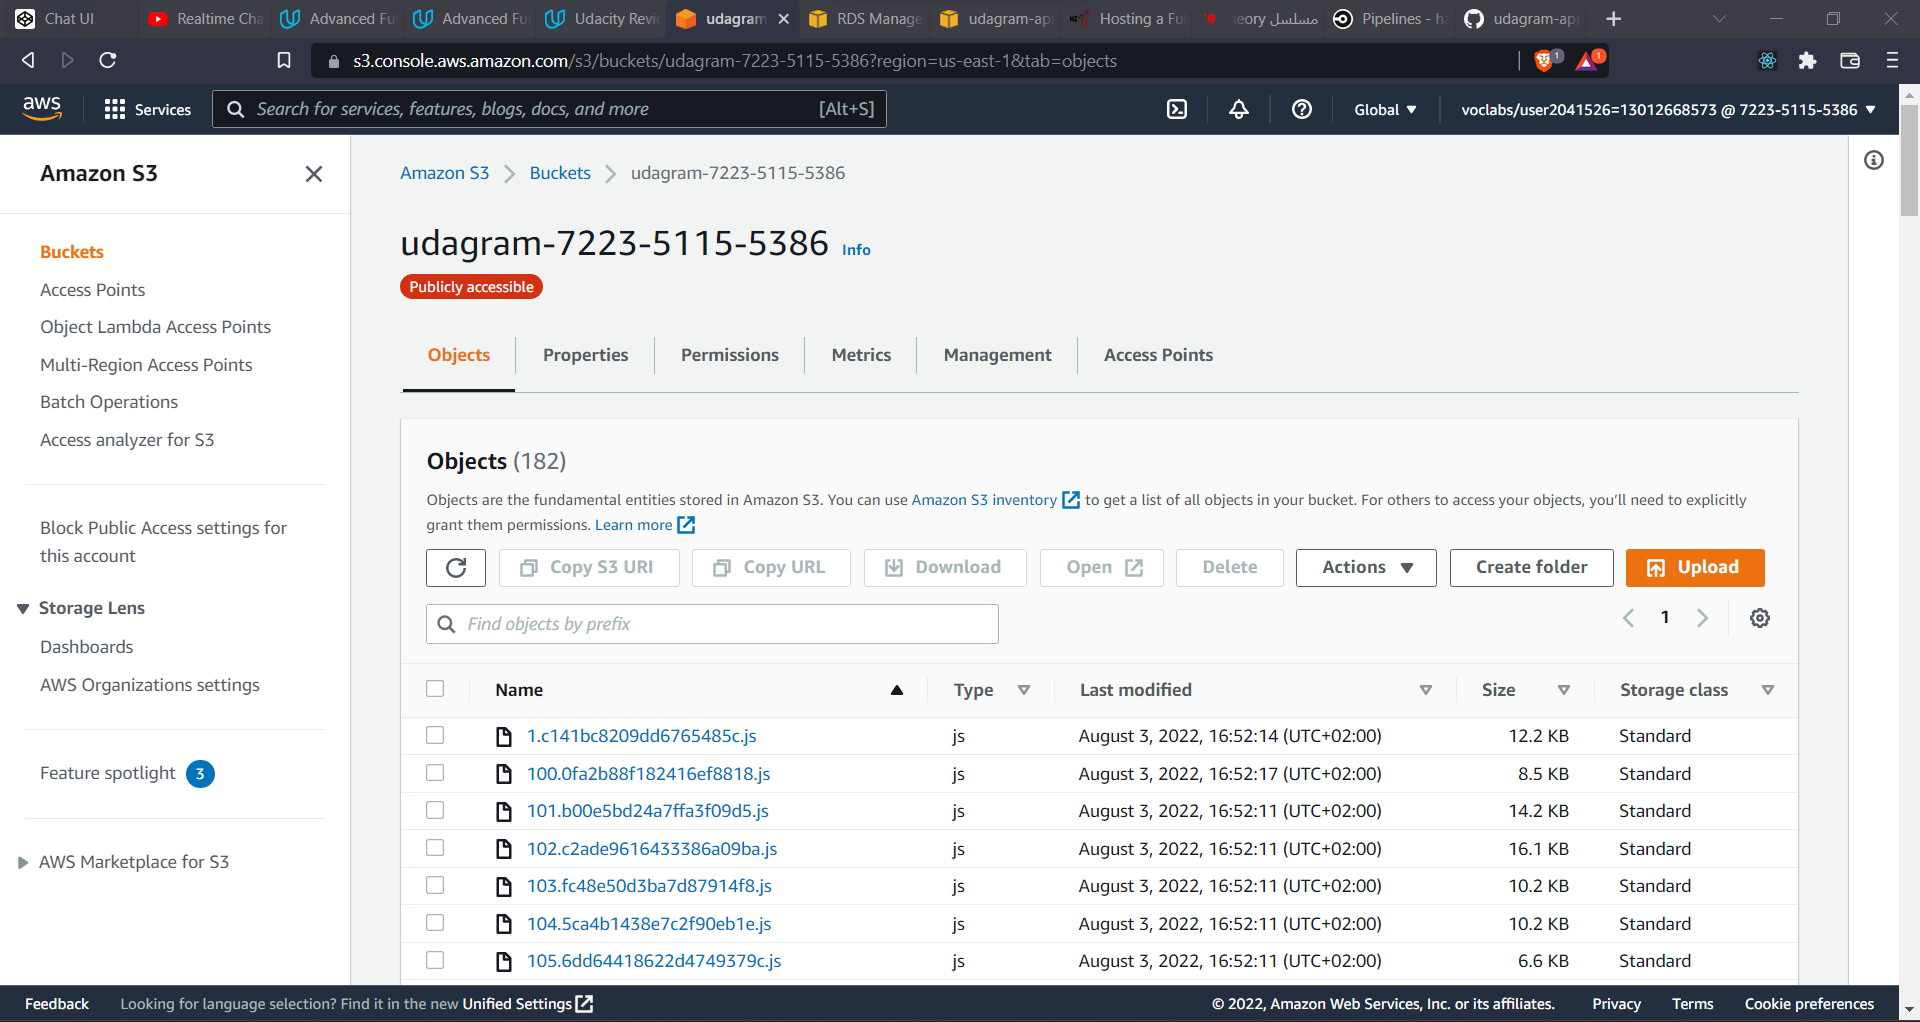 Chat UI
Realtime Cha
Advanced Ful
Advanced Ful
Udacity Revie
udagram
RDS Manage
udagram-api
Hosting a Ful
eory مسلسل
Pipelines - ha
udagram-app
s3.console.aws.amazon.com/s3/buckets/udagram-7223-5115-5386?region=us-east-1&tab=objects
1
1
aws
Services
Search for services, features, blogs, docs, and more
[Alt+S]
Global
voclabs/user2041526=13012668573 @ 7223-5115-5386
Amazon S3
Buckets
Access Points
Object Lambda Access Points
Multi-Region Access Points
Batch Operations
Access analyzer for S3
Block Public Access settings for
this account
Storage Lens
Dashboards
AWS Organizations settings
Feature spotlight 3
AWS Marketplace for S3
Amazon S3 > Buckets > udagram-7223-5115-5386
udagram-7223-5115-5386 Info
Publicly accessible
Objects
Properties
Permissions
Metrics
Management
Access Points
Objects (182)
Objects are the fundamental entities stored in Amazon S3. You can use Amazon S3 inventory to get a list of all objects in your bucket. For others to access your objects, you'll need to explicitly
grant them permissions. Learn more
Copy S3 URI
Copy URL
Download
Open
Delete
Actions
Create folder
Upload
Find objects by prefix
1
Name Type Last modified Size Storage class
1.c141bc8209dd6765485c.js js August 3, 2022, 16:52:14 (UTC+02:00) 12.2 KB Standard
100.0fa2b88f182416ef8818.js js August 3, 2022, 16:52:17 (UTC+02:00) 8.5 KB Standard
101.b00e5bd24a7ffa3f09d5.js js August 3, 2022, 16:52:11 (UTC+02:00) 14.2 KB Standard
102.c2ade9616433386a09ba.js js August 3, 2022, 16:52:11 (UTC+02:00) 16.1 KB Standard
103.fc48e50d3ba7d87914f8.js js August 3, 2022, 16:52:11 (UTC+02:00) 10.2 KB Standard
104.5ca4b1438e7c2f90eb1e.js js August 3, 2022, 16:52:11 (UTC+02:00) 10.2 KB Standard
105.6dd64418622d4749379c.js js August 3, 2022, 16:52:11 (UTC+02:00) 6.6 KB Standard
Feedback
Looking for language selection? Find it in the new Unified Settings
© 2022, Amazon Web Services, Inc. or its affiliates.
Privacy
Terms
Cookie preferences